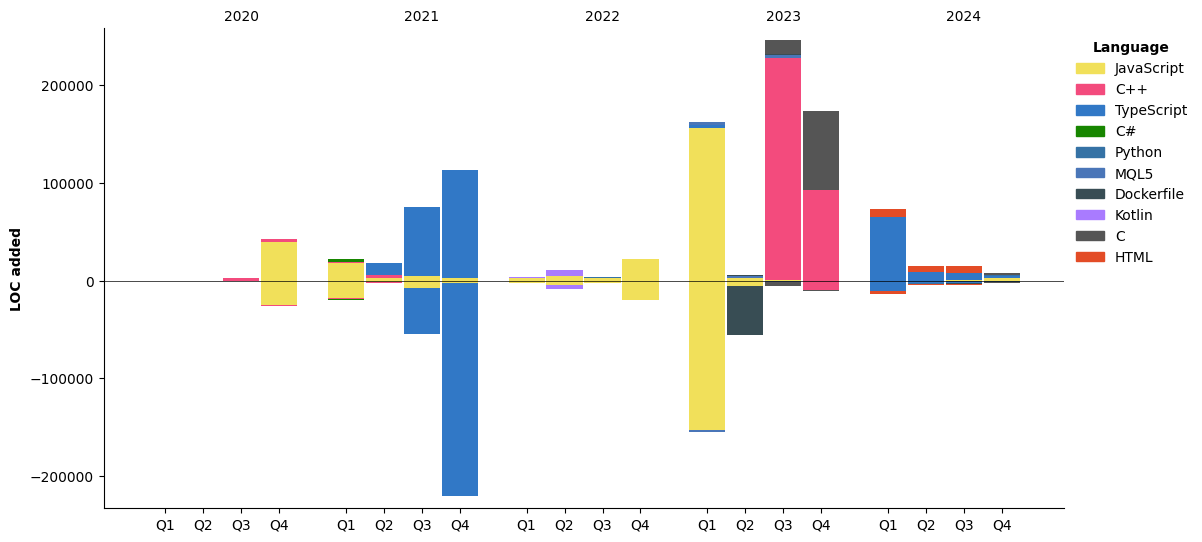 2020 2021 2022 2023 2024
Language
JavaScript
C++
TypeScript
C#
Python
MQL5
Dockerfile
Kotlin
C
HTML
LOC added
200000
100000
0
−100000
−200000
Q1 Q2 Q3 Q4 Q1 Q2 Q3 Q4 Q1 Q2 Q3 Q4 Q1 Q2 Q3 Q4 Q1 Q2 Q3 Q4